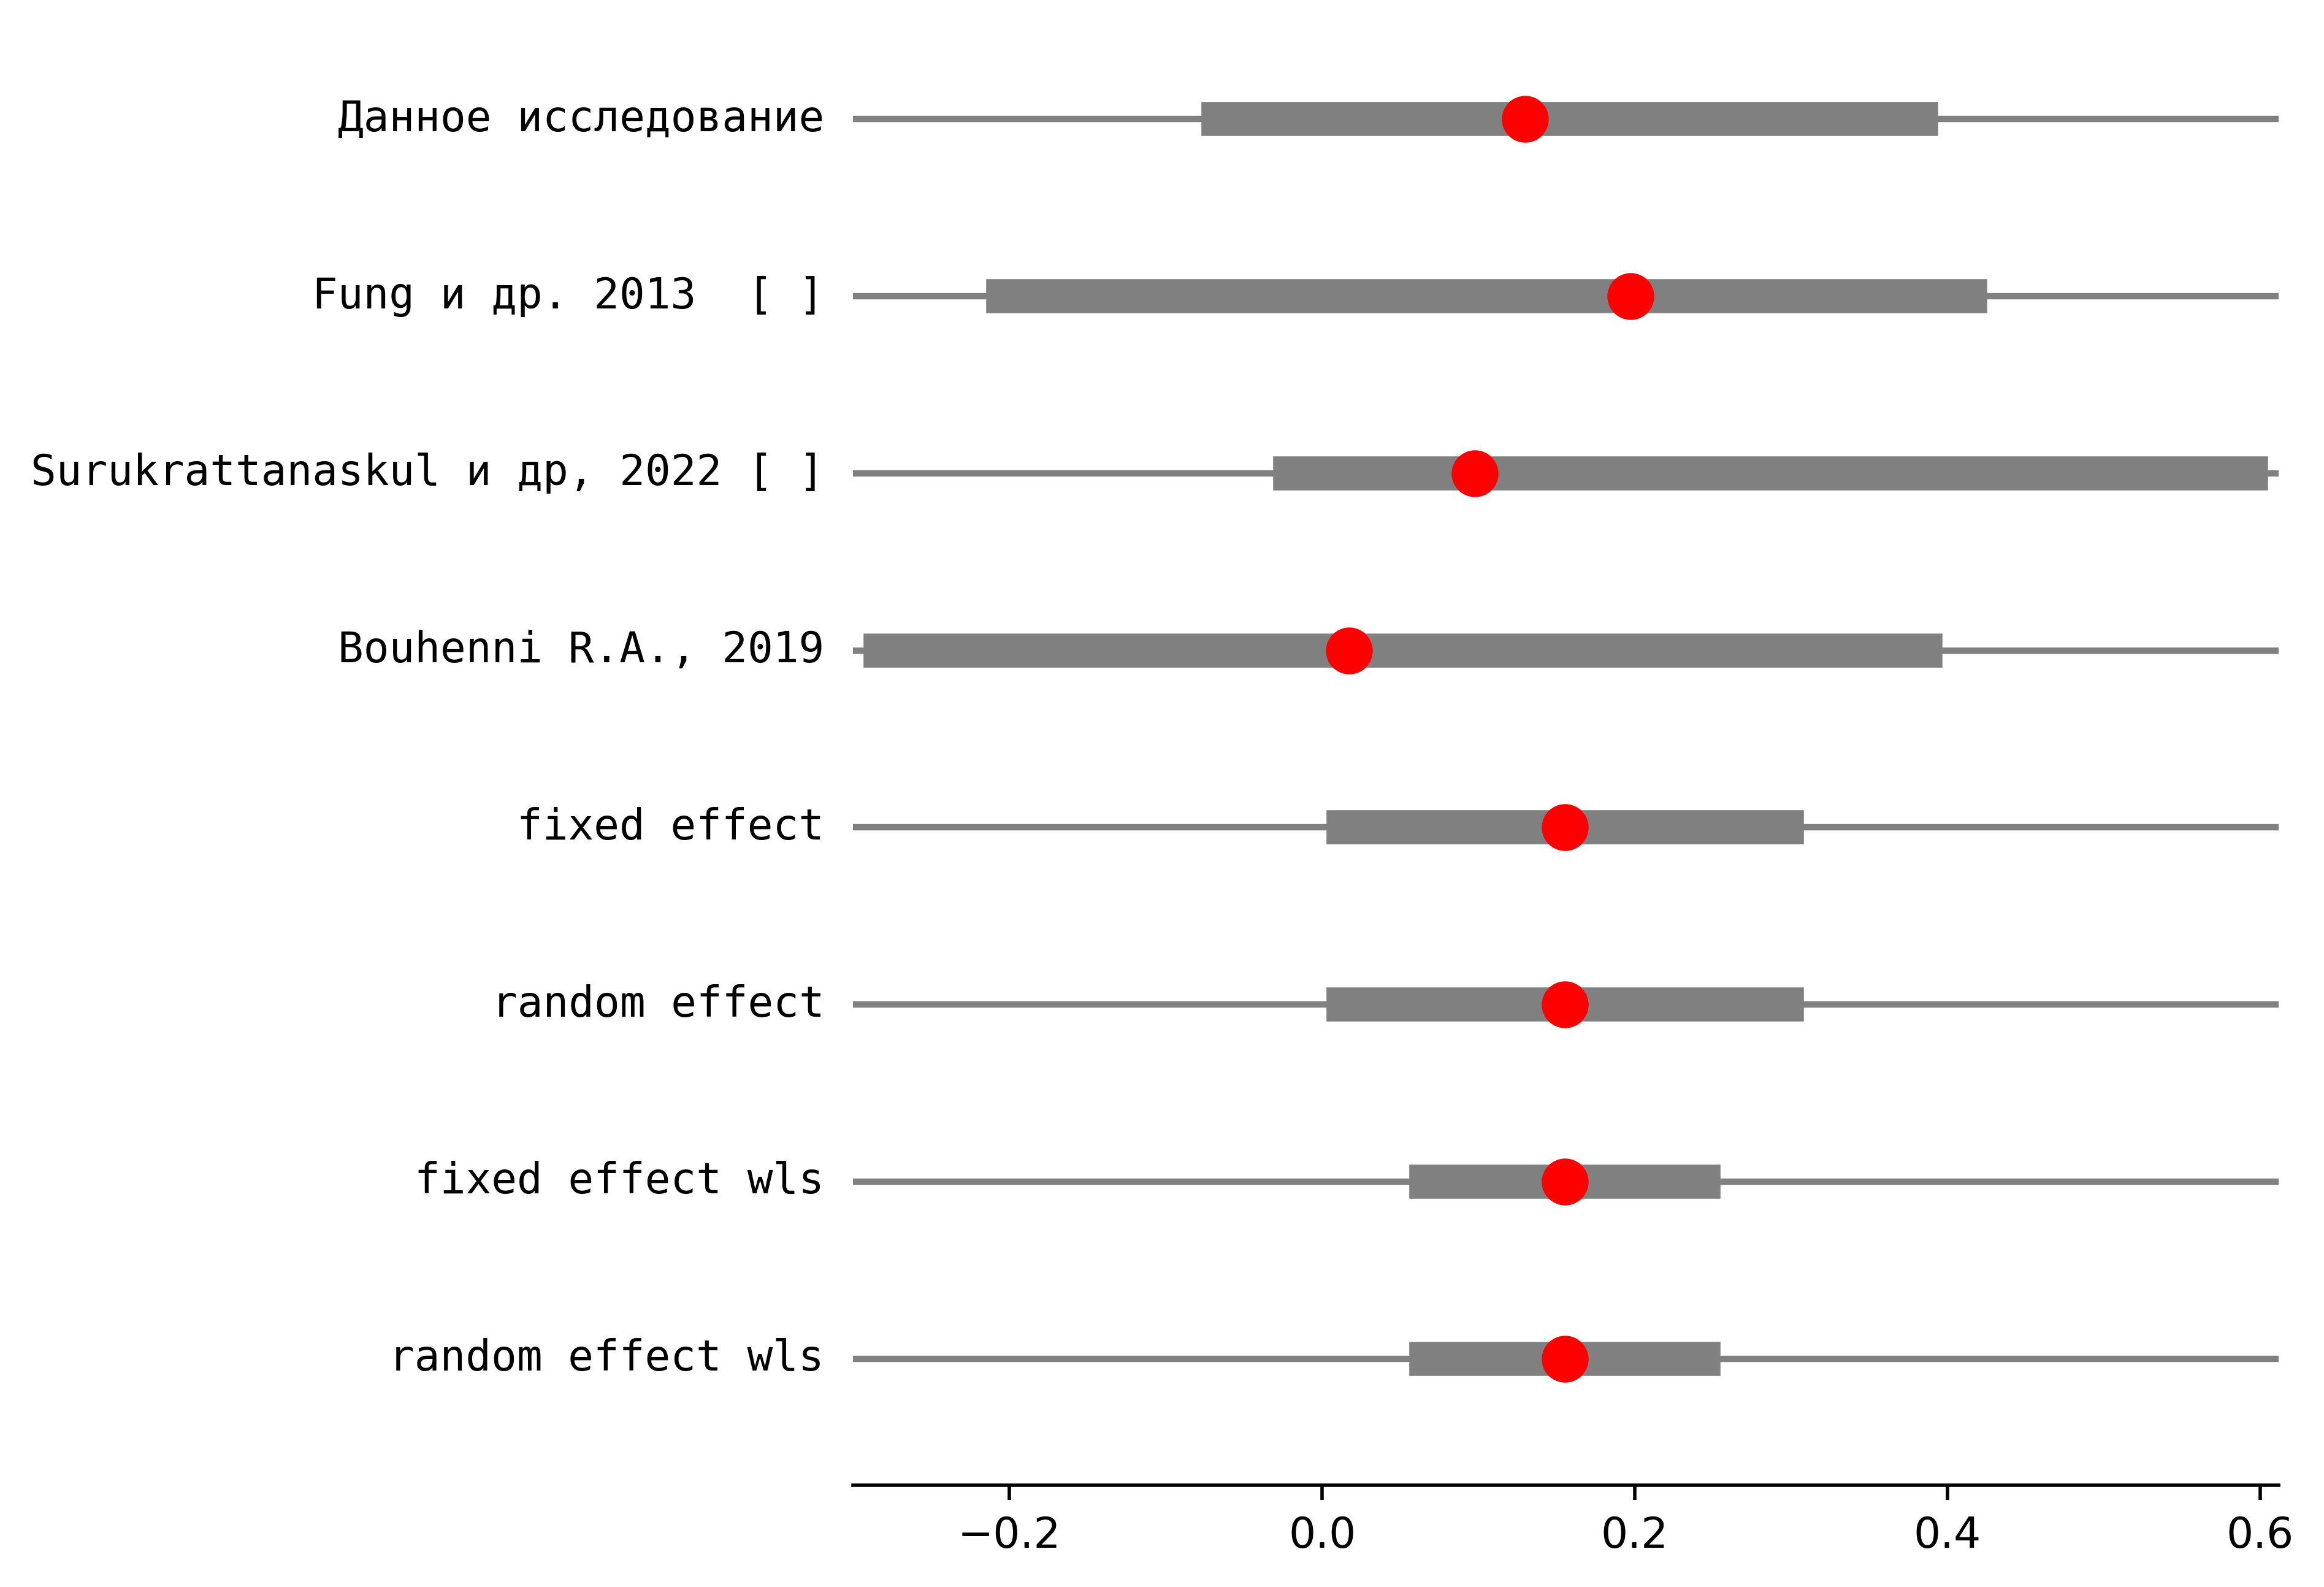 Данное исследование
Fung и др. 2013  [ ]
Surukrattanaskul и др, 2022 [ ]
Bouhenni R.A., 2019
fixed effect
random effect
fixed effect wls
random effect wls
−0.2 0.0 0.2 0.4 0.6